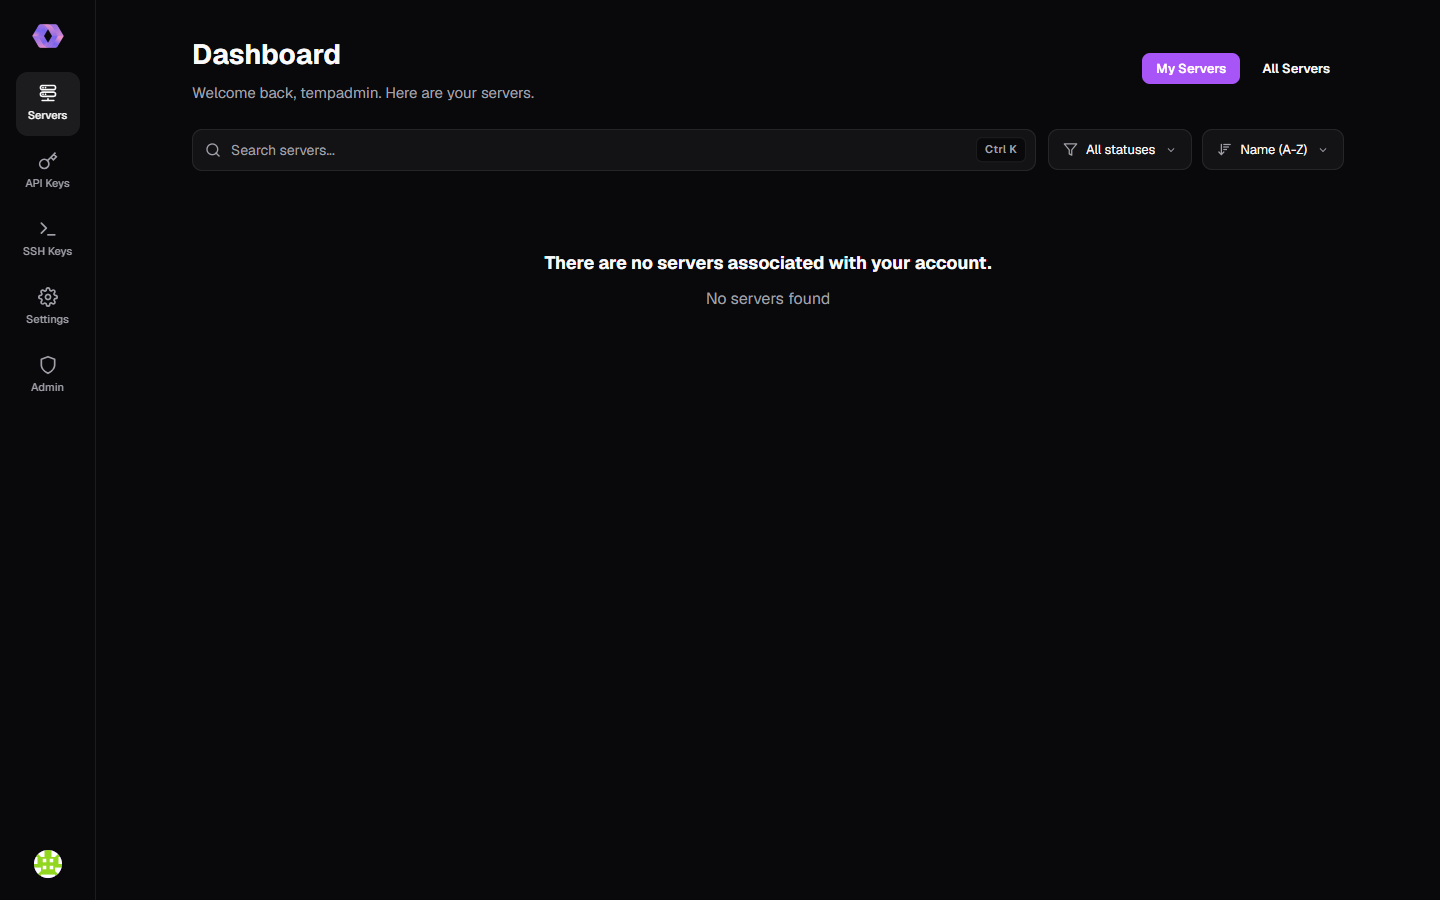 Servers
API Keys
SSH Keys
Settings
Admin
Dashboard
Welcome back, tempadmin. Here are your servers.
My Servers
All Servers
Search servers...
Ctrl K
All statuses
Name (A-Z)
There are no servers associated with your account.
No servers found